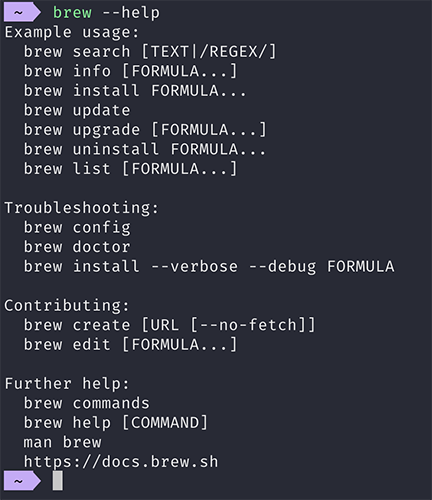 ~ brew --help
Example usage:
  brew search [TEXT|/REGEX/]
  brew info [FORMULA...]
  brew install FORMULA...
  brew update
  brew upgrade [FORMULA...]
  brew uninstall FORMULA...
  brew list [FORMULA...]

Troubleshooting:
  brew config
  brew doctor
  brew install --verbose --debug FORMULA

Contributing:
  brew create [URL [--no-fetch]]
  brew edit [FORMULA...]

Further help:
  brew commands
  brew help [COMMAND]
  man brew
  https://docs.brew.sh
~